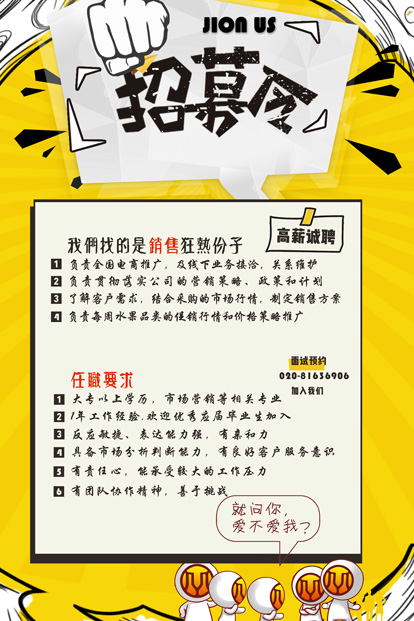 JION US
招募令
高薪诚聘
我們找的是銷售狂熱份子
1 负责全国电商推广，及线下业务接洽，关系维护
2 负责贯彻落实公司的营销策略、政策和计划
3 了解客户需求，结合采购的市场行情，制定销售方案
4 负责每周水果品类的促销行情和价格策略推广
面试预约
020-81636906
加入我们
任職要求
1 大专以上学历，市场营销等相关专业
2 1年工作经验.欢迎优秀应届毕业生加入
3 反应敏捷、表达能力强，有亲和力
4 具备市场分析判断能力，有良好客户服务意识
5 有责任心，能承受较大的工作压力
6 有团队协作精神，善于挑战
就问你，
爱不爱我？